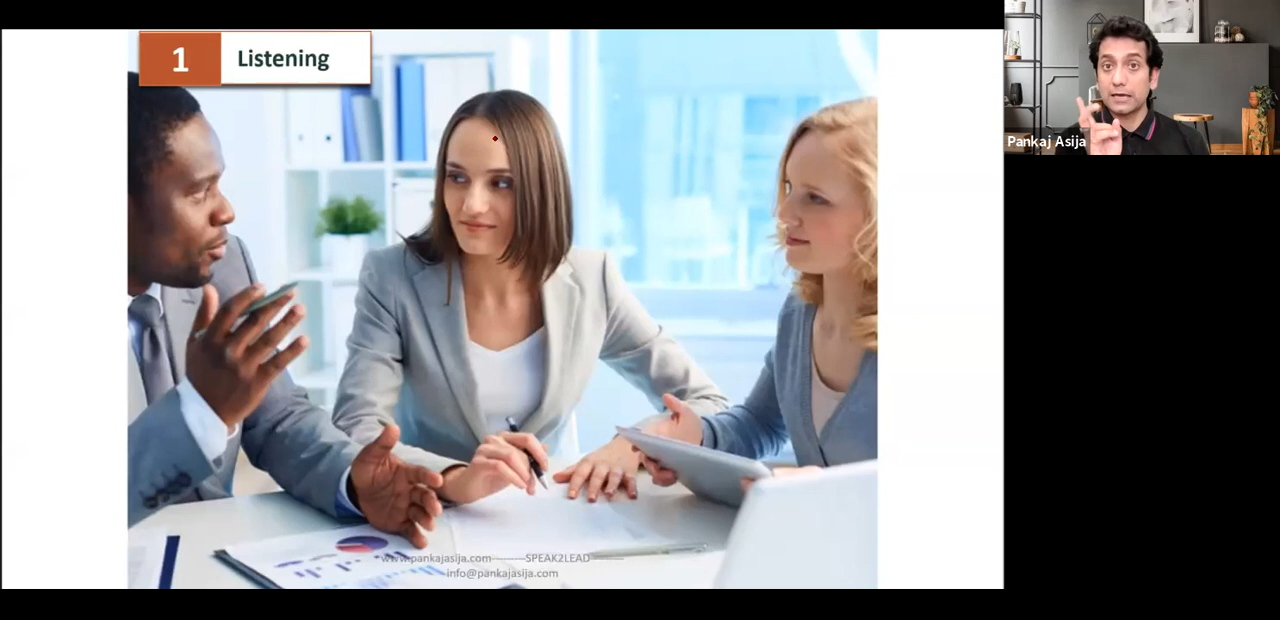 1 Listening
Pankaj Asija
www.pankajasija.com---------SPEAK2LEAD---------
info@pankajasija.com